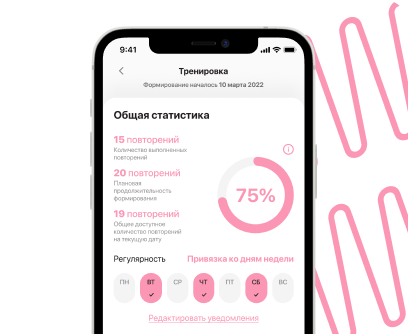 9:41
Тренировка
Формирование началось 10 марта 2022
Общая статистика
15 повторений
Количество выполненных
повторений
20 повторений
Плановая
продолжительность
формирования
19 повторений
Общее доступное
количество повторений
на текущую дату
75%
Регулярность Привязка ко дням недели
ПН ВТ СР ЧТ ПТ СБ ВС
Редактировать уведомления